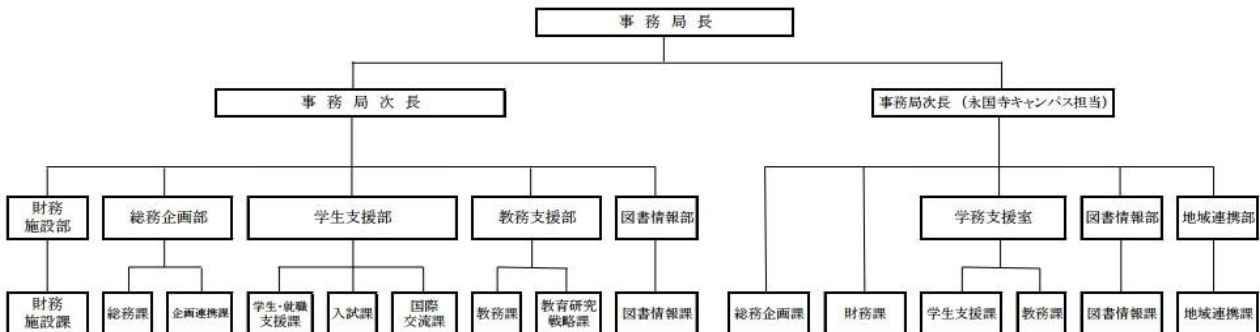 事務局長
事務局次長
事務局次長（永国寺キャンパス担当）
財務
施設部
総務企画部
学生支援部
教務支援部
図書情報部
学務支援室
図書情報部
地域連携部
財務
施設課
総務課
企画連携課
学生・就職
支援課
入試課
国際
交流課
教務課
教育研究
戦略課
図書情報課
総務企画課
財務課
学生支援課
教務課
図書情報課
地域連携課